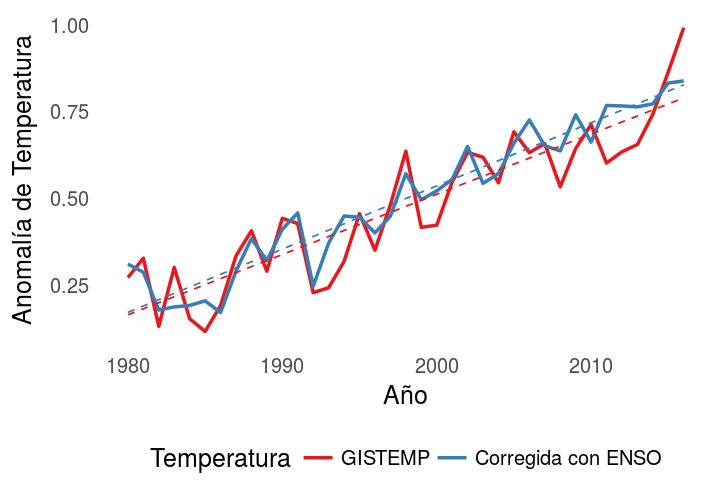 1.00
0.75
0.50
0.25
Anomalía de Temperatura
1980 1990 2000 2010
Año
Temperatura GISTEMP Corregida con ENSO